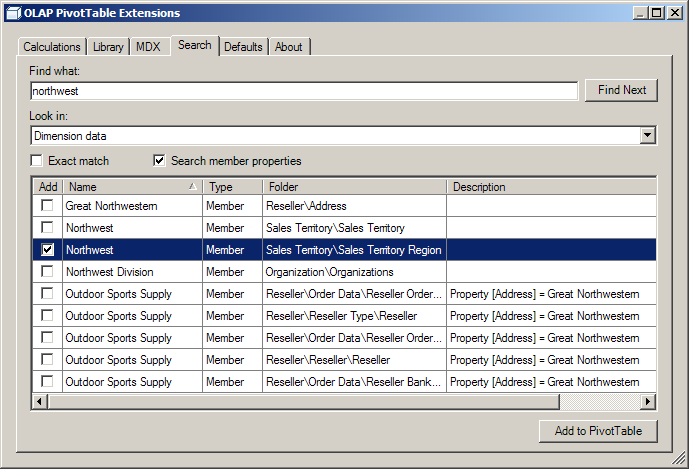 OLAP PivotTable Extensions
Calculations Library MDX Search Defaults About
Find what:
northwest Find Next
Look in:
Dimension data
Exact match Search member properties
Add Name Type Folder Description
Great Northwestern Member Reseller\Address
Northwest Member Sales Territory\Sales Territory
Northwest Member Sales Territory\Sales Territory Region
Northwest Division Member Organization\Organizations
Outdoor Sports Supply Member Reseller\Order Data\Reseller Order... Property [Address] = Great Northwestern
Outdoor Sports Supply Member Reseller\Reseller Type\Reseller Property [Address] = Great Northwestern
Outdoor Sports Supply Member Reseller\Order Data\Reseller Order... Property [Address] = Great Northwestern
Outdoor Sports Supply Member Reseller\Reseller\Reseller Property [Address] = Great Northwestern
Outdoor Sports Supply Member Reseller\Order Data\Reseller Bank... Property [Address] = Great Northwestern
Add to PivotTable